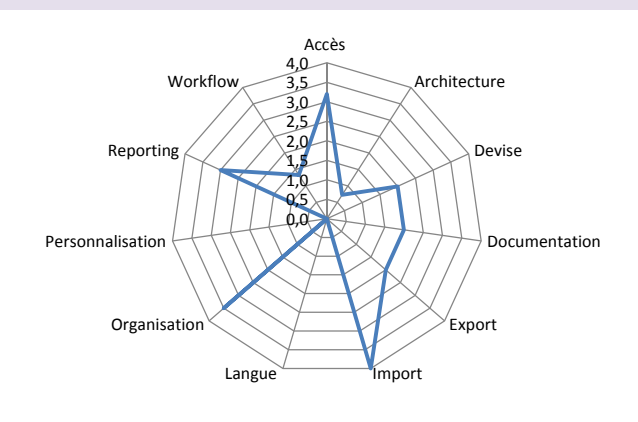 Accès
Architecture
Devise
Documentation
Export
Import
Langue
Organisation
Personnalisation
Reporting
Workflow
4,0
3,5
3,0
2,5
2,0
1,5
1,0
0,5
0,0